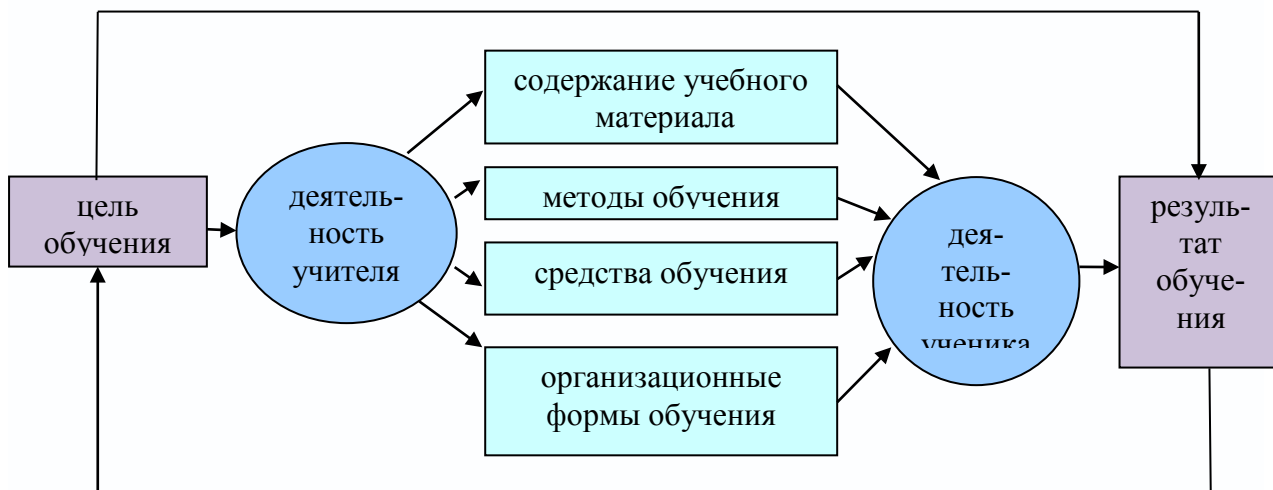 цель
обучения
деятель-
ность
учителя
содержание учебного
материала
методы обучения
средства обучения
организационные
формы обучения
дея-
тель-
ность
ученика
резуль-
тат
обуче-
ния